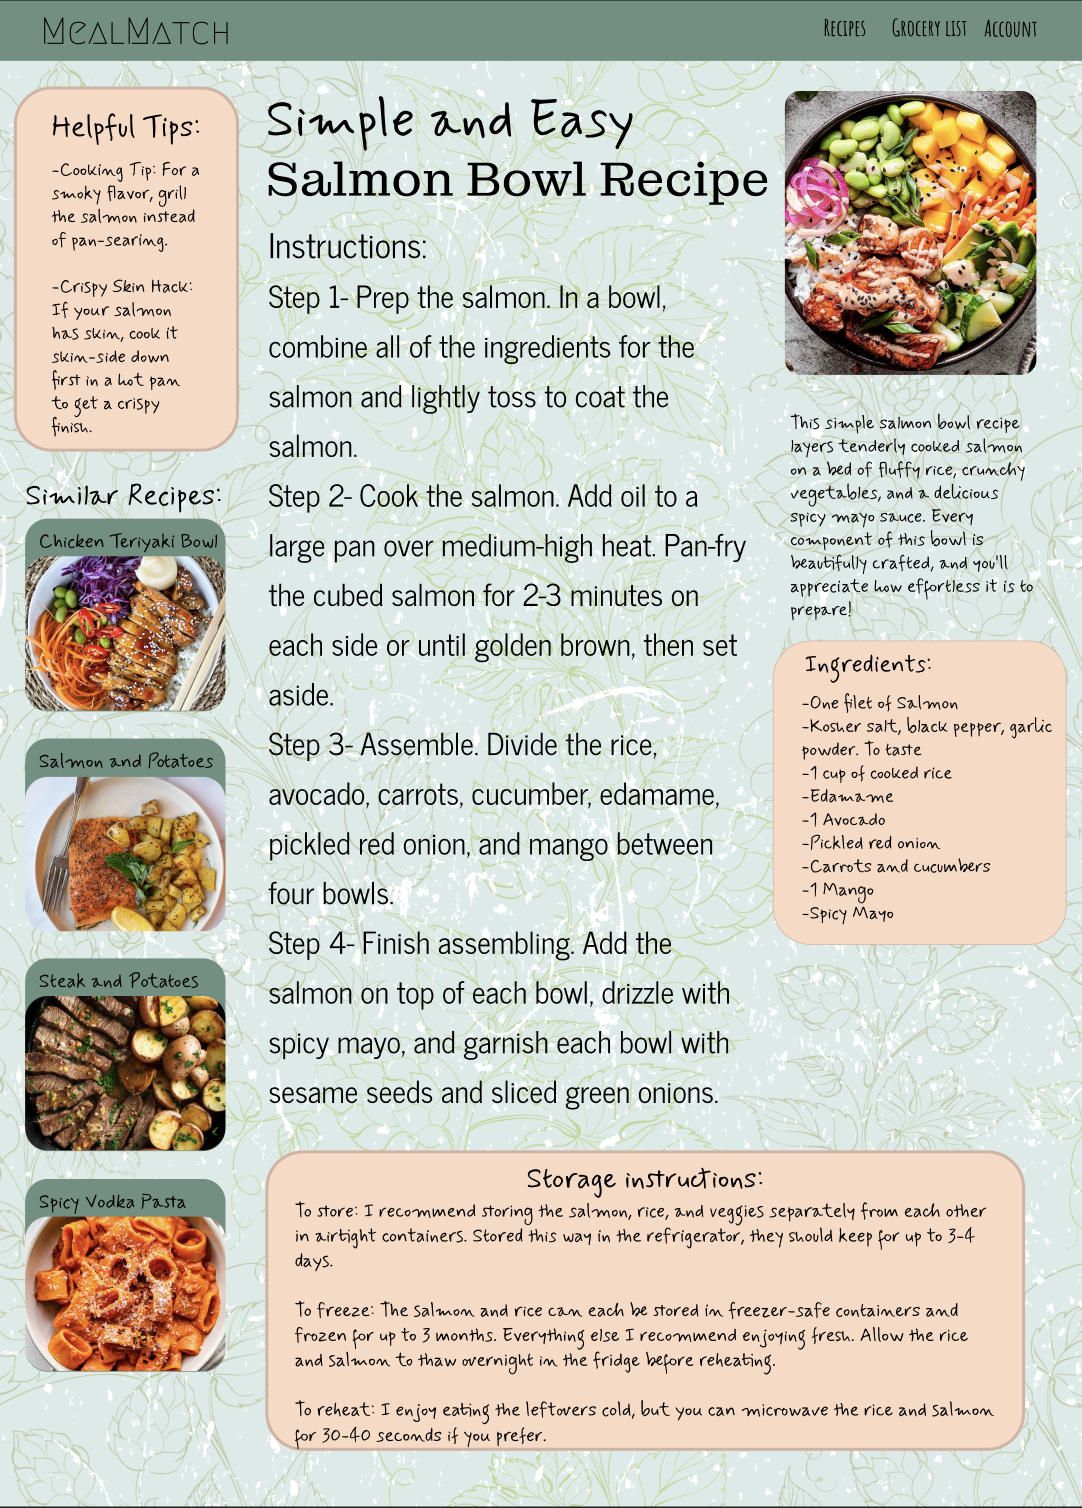 MealMatch
Recipes
Grocery list
Account
Helpful Tips:
-Cooking Tip: For a
smoky flavor, grill
the salmon instead
of pan-searing.
-Crispy Skin Hack:
If your salmon
has skin, cook it
skin-side down
first in a hot pan
to get a crispy
finish.
Similar Recipes:
Chicken Teriyaki Bowl
Salmon and Potatoes
Steak and Potatoes
Spicy Vodka Pasta
Simple and Easy
Salmon Bowl Recipe
Instructions:
Step 1- Prep the salmon. In a bowl,
combine all of the ingredients for the
salmon and lightly toss to coat the
salmon.
Step 2- Cook the salmon. Add oil to a
large pan over medium-high heat. Pan-fry
the cubed salmon for 2-3 minutes on
each side or until golden brown, then set
aside.
Step 3- Assemble. Divide the rice,
avocado, carrots, cucumber, edamame,
pickled red onion, and mango between
four bowls.
Step 4- Finish assembling. Add the
salmon on top of each bowl, drizzle with
spicy mayo, and garnish each bowl with
sesame seeds and sliced green onions.
This simple salmon bowl recipe
layers tenderly cooked salmon
on a bed of fluffy rice, crunchy
vegetables, and a delicious
spicy mayo sauce. Every
component of this bowl is
beautifully crafted, and you'll
appreciate how effortless it is to
prepare!
Ingredients:
-One filet of Salmon
-Kosher salt, black pepper, garlic
powder. To taste
-1 cup of cooked rice
-Edamame
-1 Avocado
-Pickled red onion
-Carrots and cucumbers
-1 Mango
-Spicy Mayo
Storage instructions:
To store: I recommend storing the salmon, rice, and veggies separately from each other
in airtight containers. Stored this way in the refrigerator, they should keep for up to 3-4
days.
To freeze: The Salmon and rice can each be stored in freezer-safe containers and
frozen for up to 3 months. Everything else I recommend enjoying fresh. Allow the rice
and Salmon to thaw overnight in the fridge before reheating.
To reheat: I enjoy eating the leftovers cold, but you can microwave the rice and Salmon
for 30-40 seconds if you prefer.